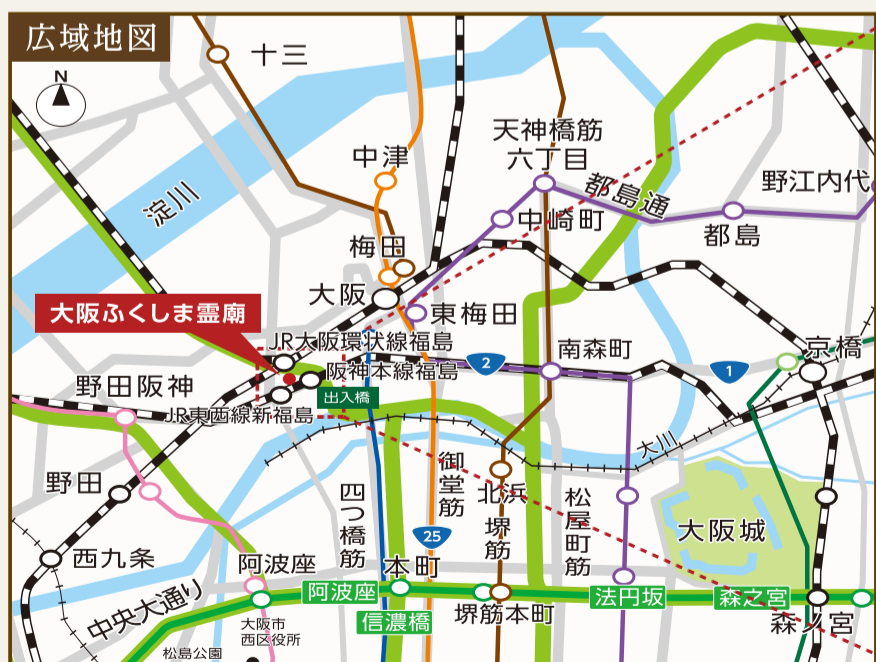 広域地図
N
十三
淀川
中津
天神橋筋
六丁目
都島通
野江内代
中崎町
都島
梅田
大阪
東梅田
大阪ふくしま霊廟
JR大阪環状線福島
阪神本線福島
2
南森町
1
京橋
野田阪神
出入橋
JR東西線新福島
大川
野田
四つ橋筋
御堂筋
北浜
堺筋
松屋町筋
大阪城
25
西九条
阿波座
本町
中央大通り
阿波座
信濃橋
堺筋本町
法円坂
森之宮
森ノ宮
大阪市
西区役所
松島公園